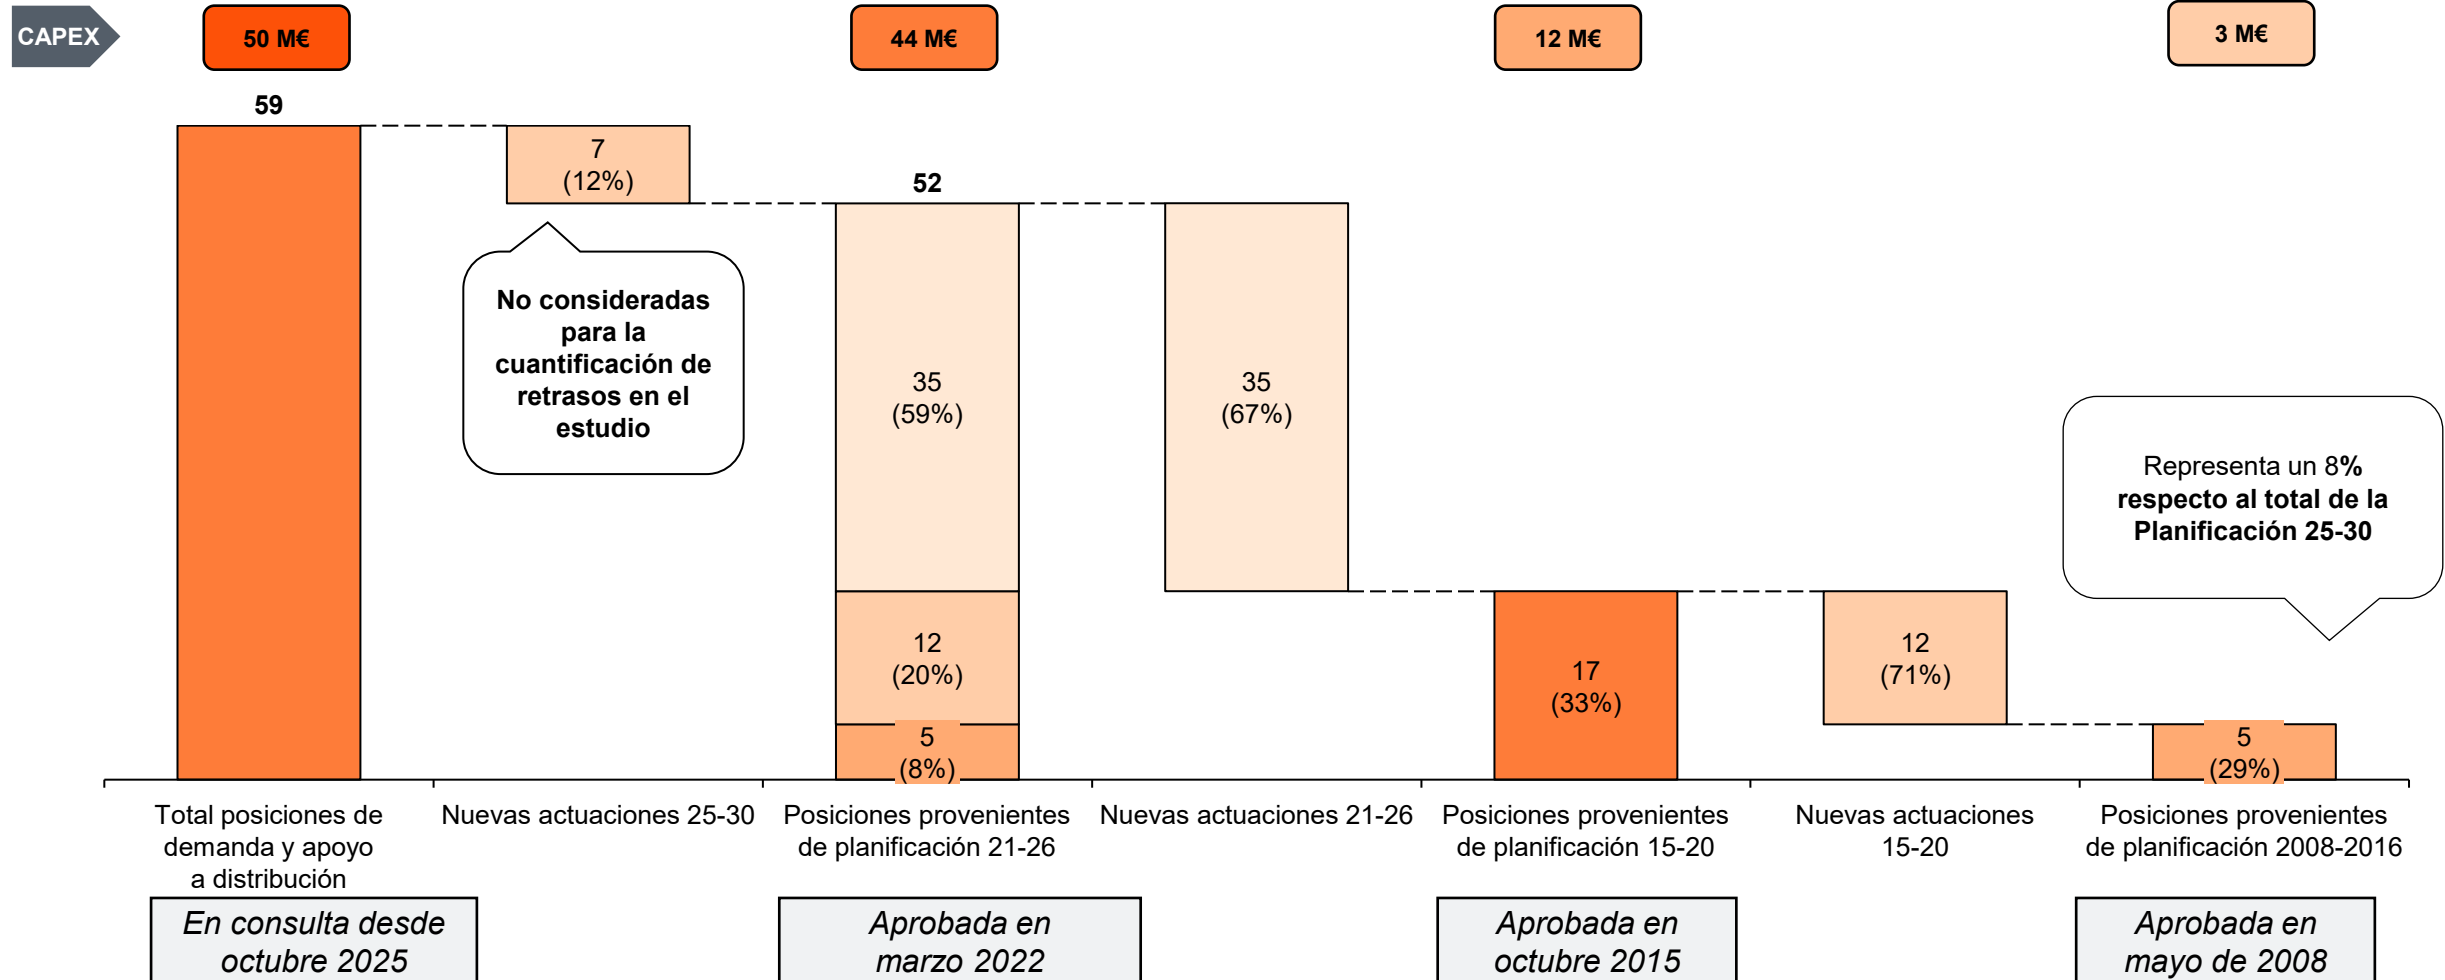 CAPEX
50 M€
44 M€
12 M€
3 M€
59
7
(12%)
52
No consideradas
para la
cuantificación de
retrasos en el
estudio
35
(59%)
35
(67%)
Representa un 8%
respecto al total de la
Planificación 25-30
12
(20%)
17
(33%)
12
(71%)
5
(8%)
5
(29%)
Total posiciones de
demanda y apoyo
a distribución
Nuevas actuaciones 25-30
Posiciones provenientes
de planificación 21-26
Nuevas actuaciones 21-26
Posiciones provenientes
de planificación 15-20
Nuevas actuaciones
15-20
Posiciones provenientes
de planificación 2008-2016
En consulta desde
octubre 2025
Aprobada en
marzo 2022
Aprobada en
octubre 2015
Aprobada en
mayo de 2008